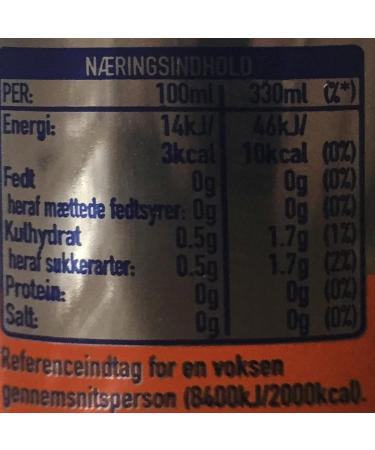 NÆRINGSINDHOLD
PER: 100ml 330ml (%*)
Energi: 14kJ/ 46kJ/
3kcal 10kcal (0%)
Fedt 0g 0g (0%)
heraf mættede fedtsyrer: 0g 0g (0%)
Kulhydrat 0.5g 1.7g (1%)
heraf sukkerarter: 0.5g 1.7g (2%)
Protein: 0g 0g (0%)
Salt: 0g 0g (0%)
Referenceindtag for en voksen
gennemsnitsperson (8400kJ/2000kcal).